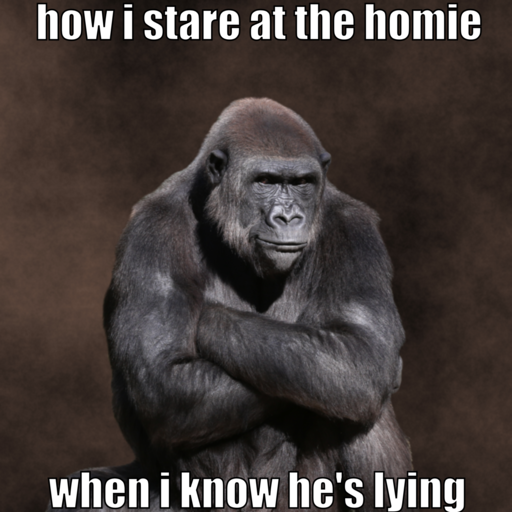 how i stare at the homie
when i know he's lying